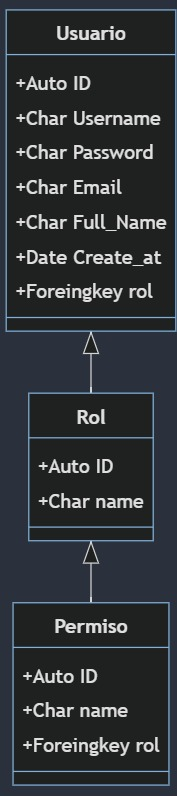 Usuario
+Auto ID
+Char Username
+Char Password
+Char Email
+Char Full_Name
+Date Create_at
+Foreingkey rol
Rol
+Auto ID
+Char name
Permiso
+Auto ID
+Char name
+Foreingkey rol